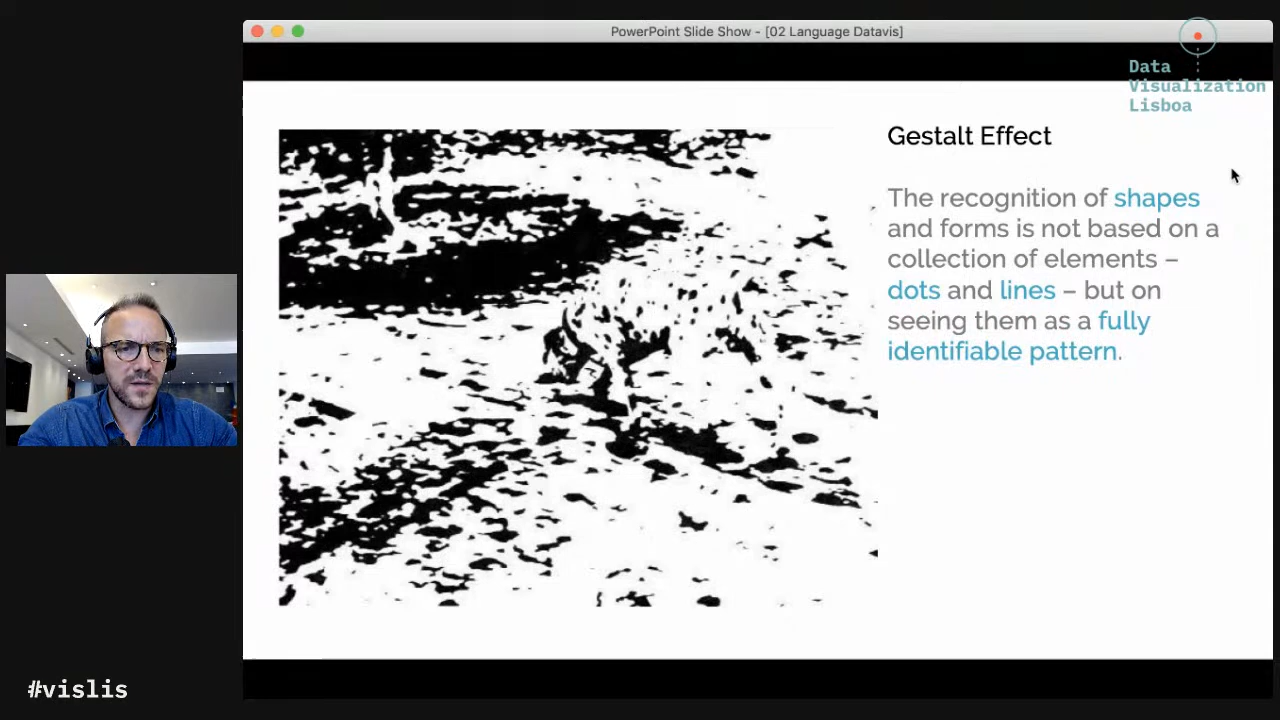 PowerPoint Slide Show - [02 Language Datavis]
Data
Visualization
Lisboa
Gestalt Effect
The recognition of shapes
and forms is not based on a
collection of elements –
dots and lines – but on
seeing them as a fully
identifiable pattern.
#vislis